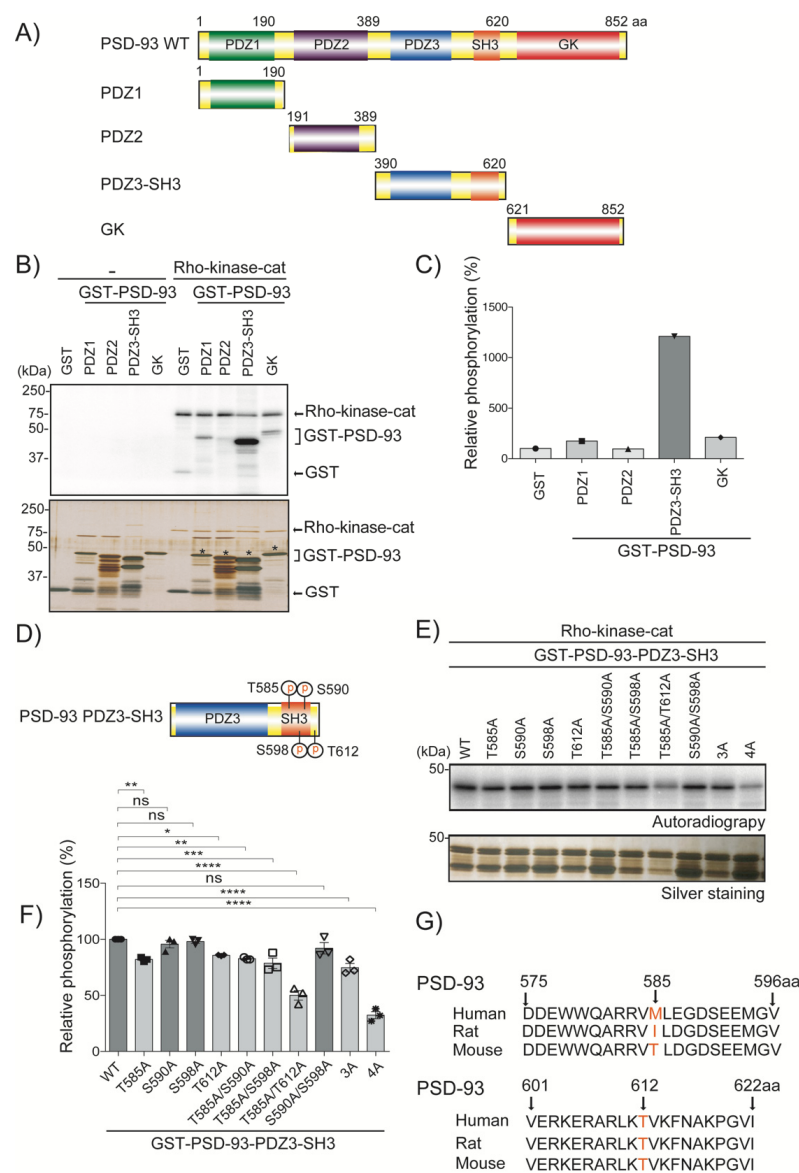 A)
1 190 389 620 852 aa
PSD-93 WT PDZ1 PDZ2 PDZ3 SH3 GK
1 190
PDZ1
191 389
PDZ2
390 620
PDZ3-SH3
621 852
GK
B)
– Rho-kinase-cat
GST-PSD-93 GST-PSD-93
(kDa) GST PDZ1 PDZ2 PDZ3-SH3 GK GST PDZ1 PDZ2 PDZ3-SH3 GK
250-
75- Rho-kinase-cat
50- GST-PSD-93
37-
GST
250-
75- Rho-kinase-cat
50- GST-PSD-93
* * * *
37-
GST
C)
Relative phosphorylation (%)
1500
1000
500
0
GST PDZ1 PDZ2 PDZ3-SH3 GK
GST-PSD-93
D)
T585 p p S590
PSD-93 PDZ3-SH3 PDZ3 SH3
S598 p p T612
E)
Rho-kinase-cat
GST-PSD-93-PDZ3-SH3
(kDa) WT T585A S590A S598A T612A T585A/S590A T585A/S598A T585A/T612A S590A/S598A 3A 4A
50-
Autoradiograpy
50-
Silver staining
F)
**
ns
ns
*
**
***
****
ns
****
****
Relative phosphorylation (%)
150
100
50
0
WT T585A S590A S598A T612A T585A/S590A T585A/S598A T585A/T612A S590A/S598A 3A 4A
GST-PSD-93-PDZ3-SH3
G)
PSD-93 575 585 596aa
Human DDEWWQARRVMLEGDSEEMGV
Rat DDEWWQARRVILDGDSEEMGV
Mouse DDEWWQARRVTLDGDSEEMGV
PSD-93 601 612 622aa
Human VERKERARLKTVKFNAKPGVI
Rat VERKERARLKTVKFNAKPGVI
Mouse VERKERARLKTVKFNAKPGVI